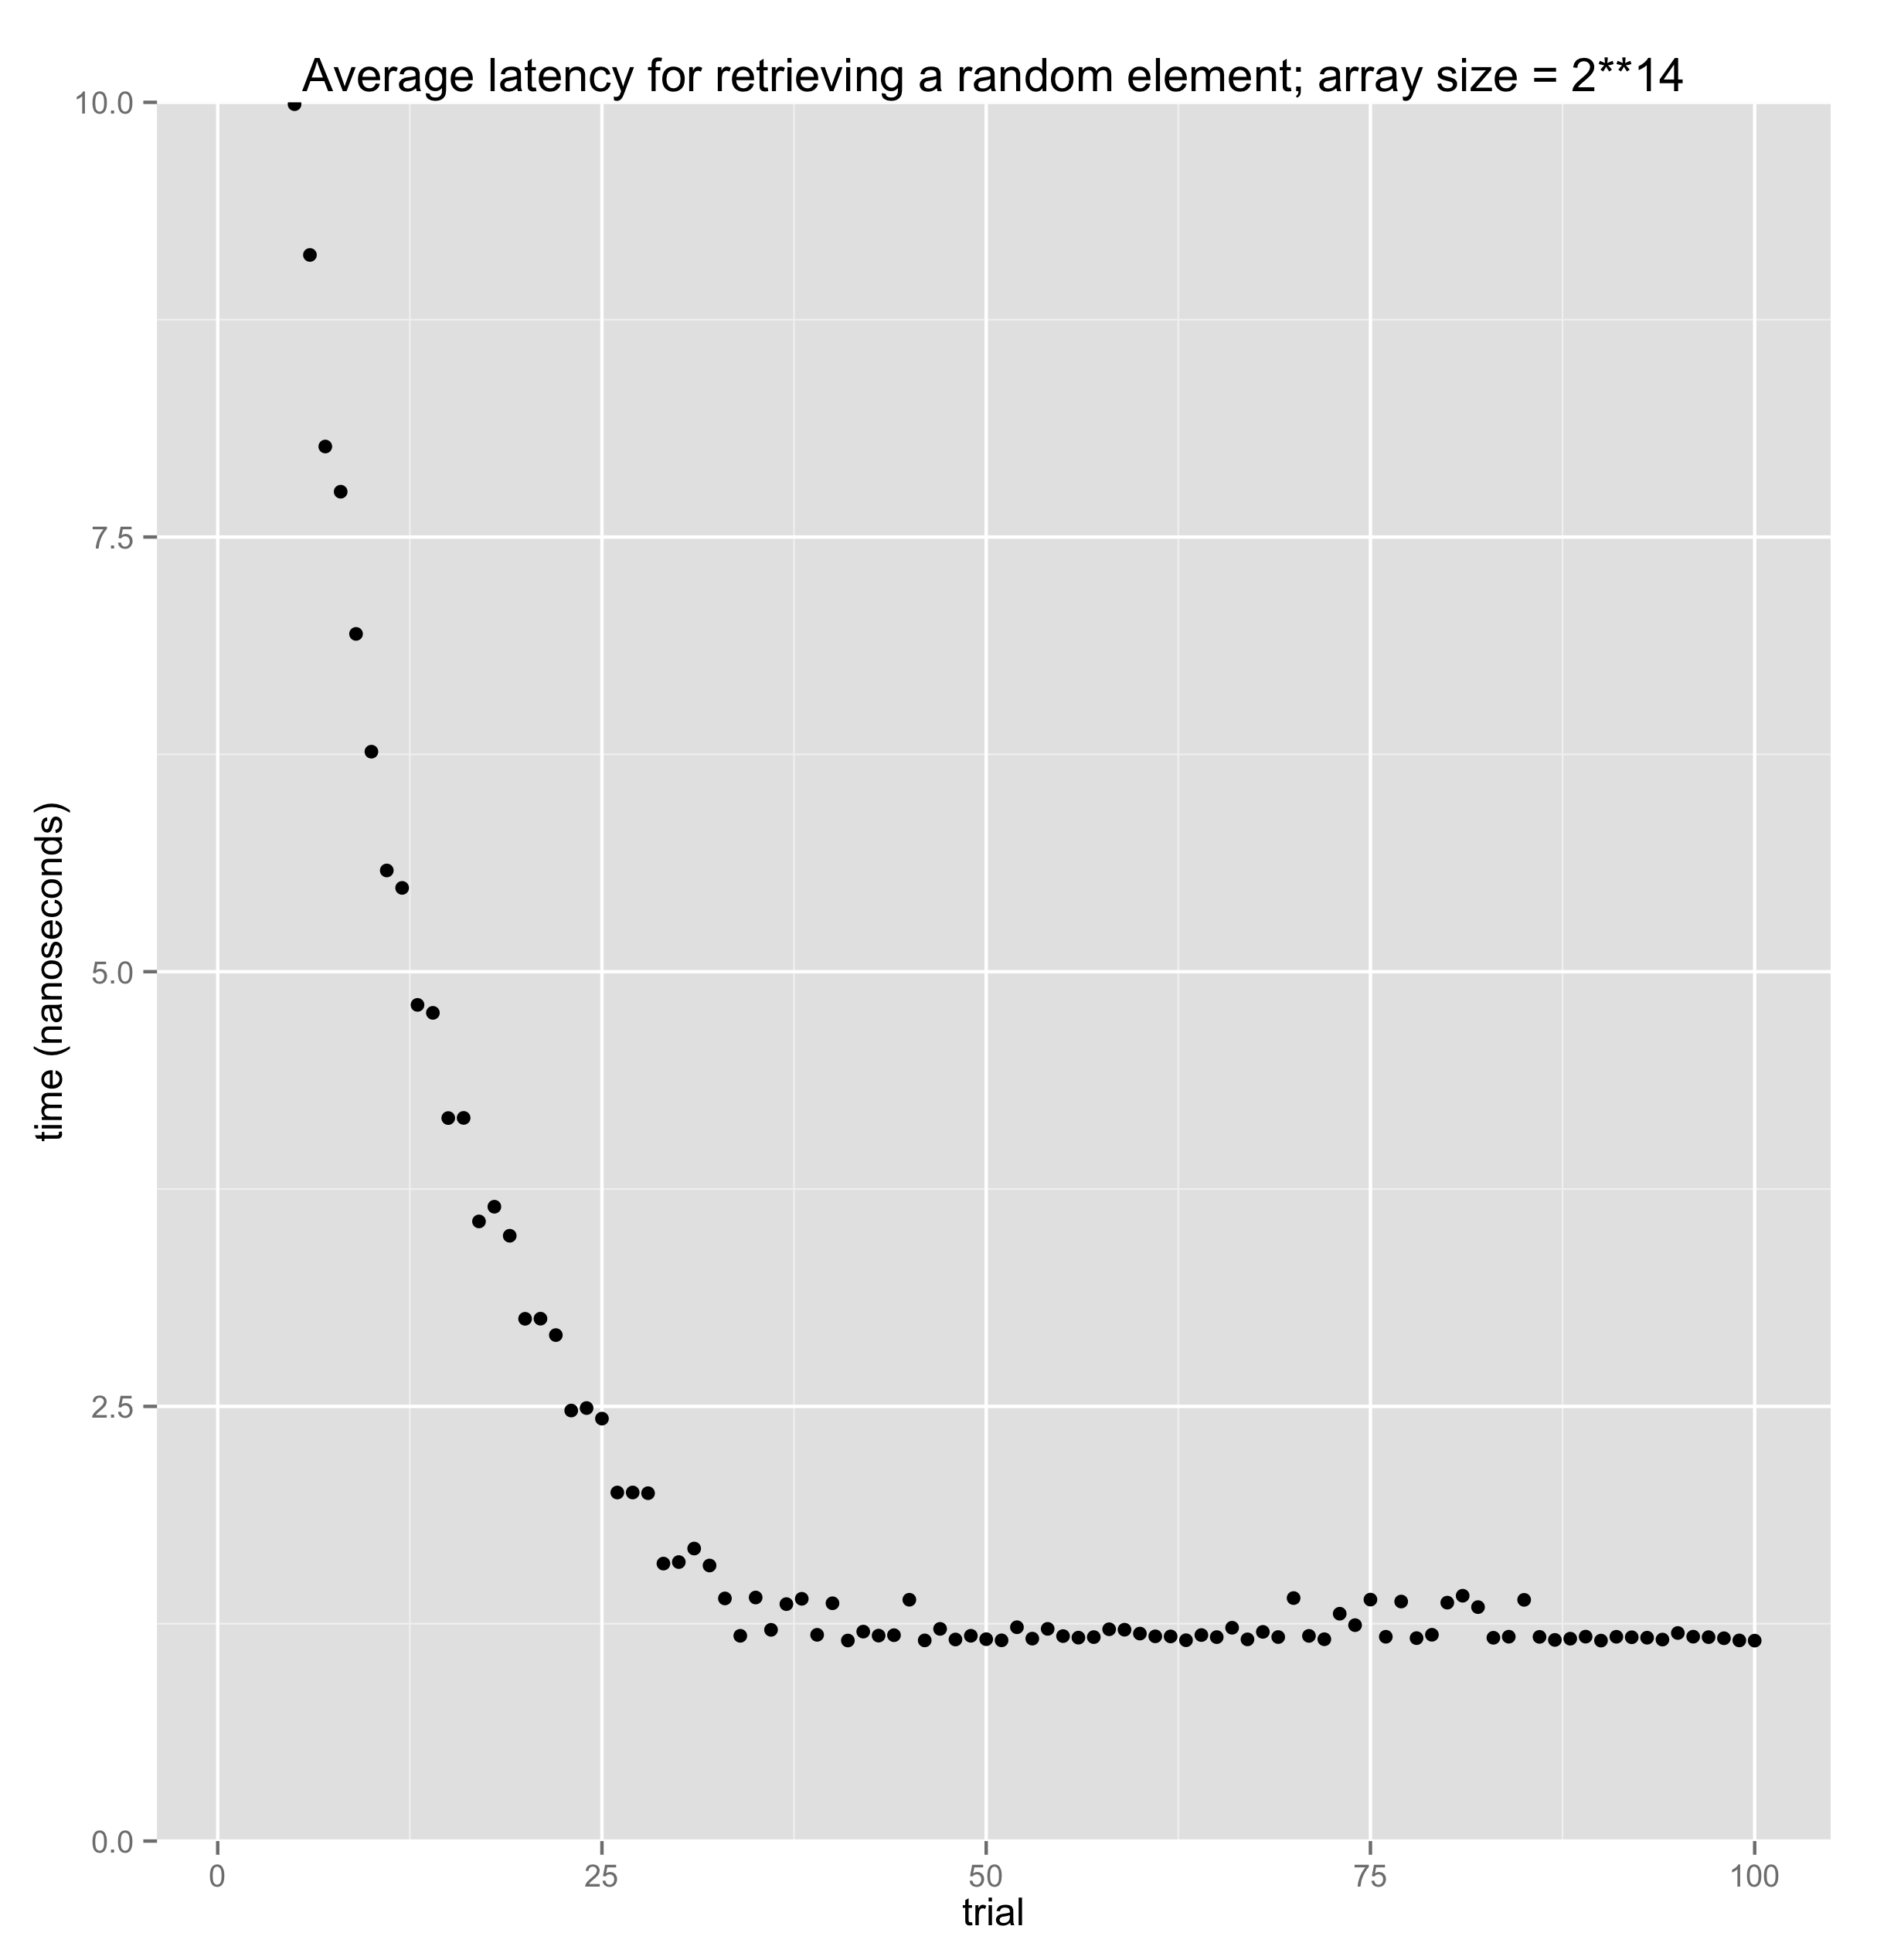 Average latency for retrieving a random element; array size = 2**14
10.0
7.5
5.0
2.5
0.0
time (nanoseconds)
0 25 50 75 100
trial